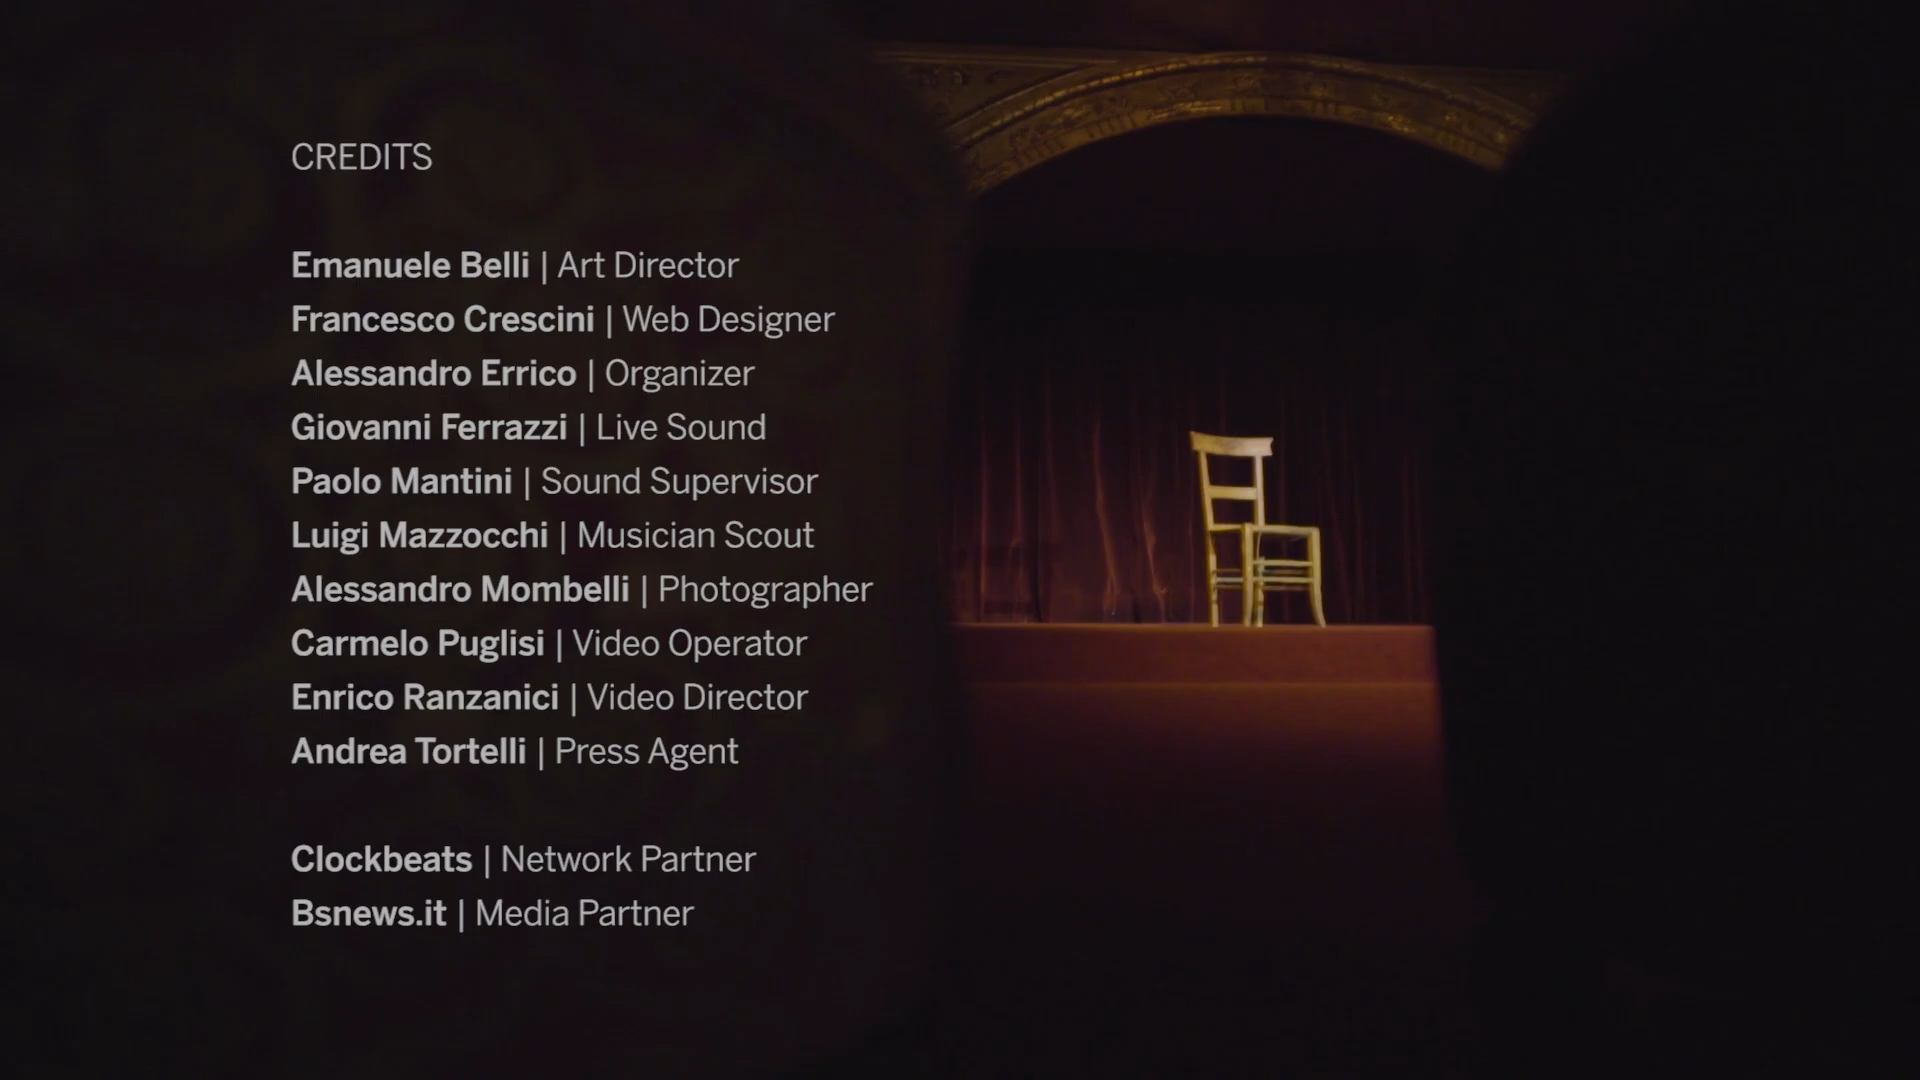 CREDITS
Emanuele Belli | Art Director
Francesco Crescini | Web Designer
Alessandro Errico | Organizer
Giovanni Ferrazzi | Live Sound
Paolo Mantini | Sound Supervisor
Luigi Mazzocchi | Musician Scout
Alessandro Mombelli | Photographer
Carmelo Puglisi | Video Operator
Enrico Ranzanici | Video Director
Andrea Tortelli | Press Agent
Clockbeats | Network Partner
Bsnews.it | Media Partner